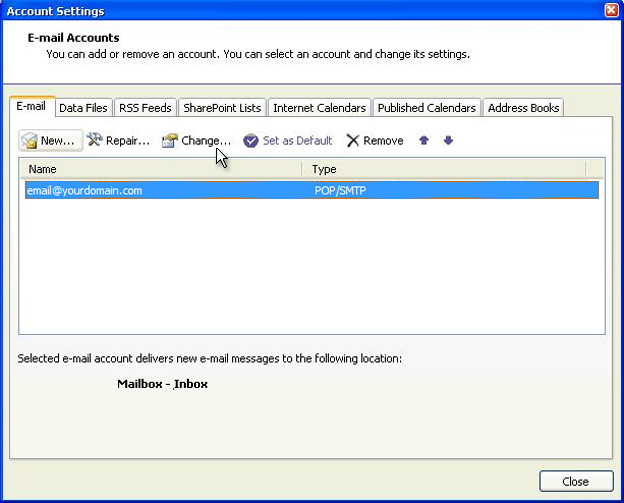 Account Settings
E-mail Accounts
You can add or remove an account. You can select an account and change its settings.
E-mail Data Files RSS Feeds SharePoint Lists Internet Calendars Published Calendars Address Books
New... Repair... Change... Set as Default Remove
Name Type
email@yourdomain.com POP/SMTP
Selected e-mail account delivers new e-mail messages to the following location:
Mailbox - Inbox
Close